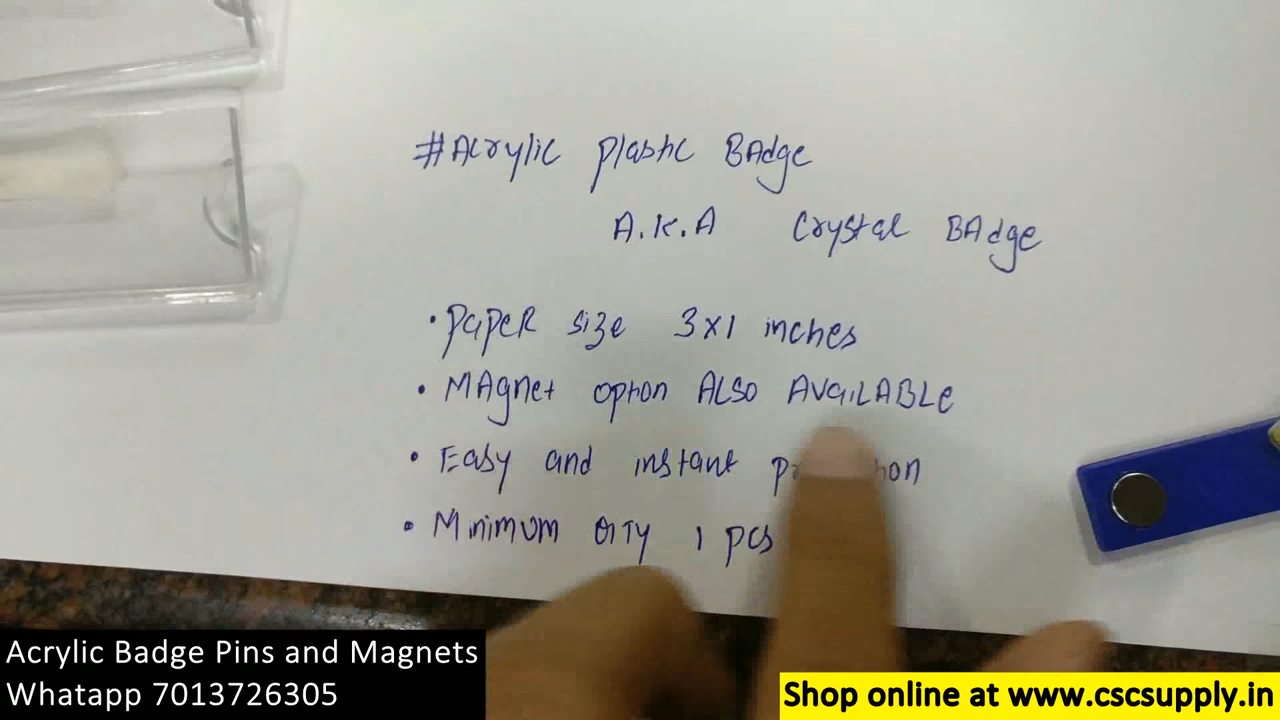 #Acrylic Plastic BAdge
A.K.A Crystal BAdge
• PapeR size 3x1 inches
• MAgnet option ALSO AVaiLABLe
• EAsy and instant
• MinimUM QTY 1 pcs
Acrylic Badge Pins and Magnets
Whatapp 7013726305
Shop online at www.cscsupply.in